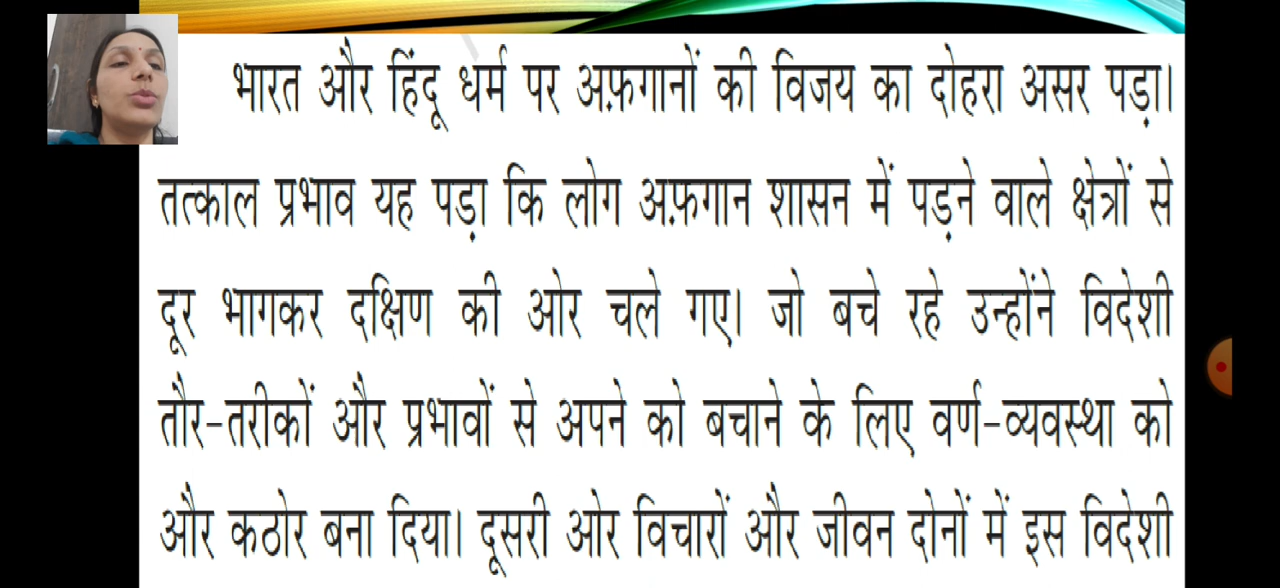 भारत और हिंदू धर्म पर अफ़गानों की विजय का दोहरा असर पड़ा।
तत्काल प्रभाव यह पड़ा कि लोग अफ़गान शासन में पड़ने वाले क्षेत्रों से
दूर भागकर दक्षिण की ओर चले गए। जो बचे रहे उन्होंने विदेशी
तौर-तरीकों और प्रभावों से अपने को बचाने के लिए वर्ण-व्यवस्था को
और कठोर बना दिया। दूसरी ओर विचारों और जीवन दोनों में इस विदेशी